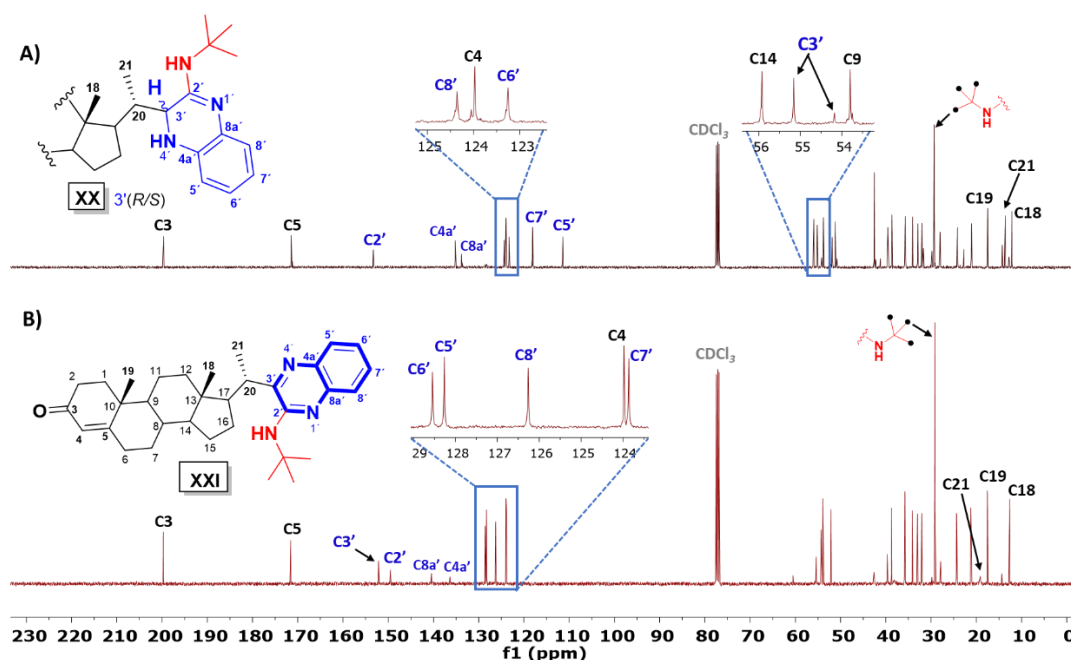 A)
HN
21
18
H
2´
1´
20
3´
HN
4´
8a´
4a´
8´
7´
5´
6´
XX 3'(R/S)
C8' C4 C6'
125 124 123
CDCl3
C3'
C14 C9
56 55 54
NH
C3 C5 C2' C4a' C8a' C7' C5' C19 C21 C18
B)
21
5´
6´
4´
4a´
18
3´
7´
20
8a´
8´
2´
1´
HN
2 1 19 11 12 17
O 3 10 9 13 16
4 5 8 14 15
6 7
XXI
C6' C5' C8' C4 C7'
29 128 127 126 125 124
CDCl3
NH
C3 C5 C3' C2' C8a' C4a' C21 C19 C18
230 220 210 200 190 180 170 160 150 140 130 120 110 100 90 80 70 60 50 40 30 20 10 0
f1 (ppm)